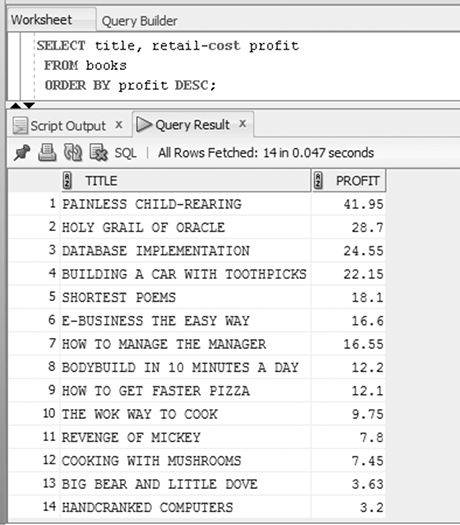 Worksheet Query Builder
SELECT title, retail-cost profit
FROM books
ORDER BY profit DESC;
Script Output x Query Result x
SQL | All Rows Fetched: 14 in 0.047 seconds
TITLE PROFIT
1 PAINLESS CHILD-REARING 41.95
2 HOLY GRAIL OF ORACLE 28.7
3 DATABASE IMPLEMENTATION 24.55
4 BUILDING A CAR WITH TOOTHPICKS 22.15
5 SHORTEST POEMS 18.1
6 E-BUSINESS THE EASY WAY 16.6
7 HOW TO MANAGE THE MANAGER 16.55
8 BODYBUILD IN 10 MINUTES A DAY 12.2
9 HOW TO GET FASTER PIZZA 12.1
10 THE WOK WAY TO COOK 9.75
11 REVENGE OF MICKEY 7.8
12 COOKING WITH MUSHROOMS 7.45
13 BIG BEAR AND LITTLE DOVE 3.63
14 HANDCRANKED COMPUTERS 3.2